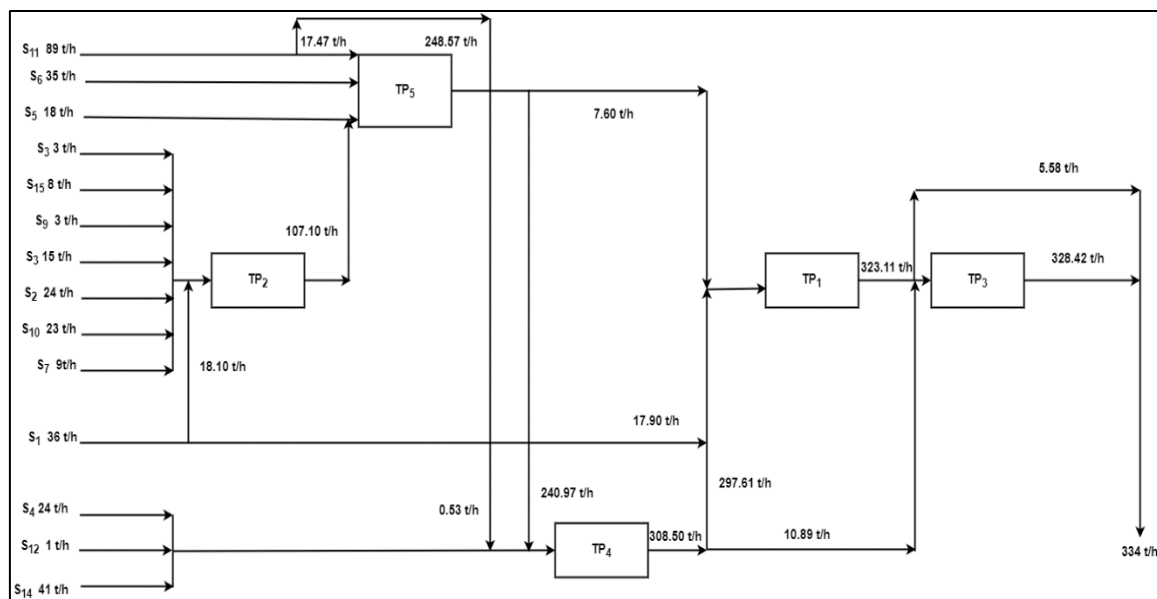 S11 89 t/h
17.47 t/h
248.57 t/h
S6 35 t/h
TP5
S5 18 t/h
7.60 t/h
S3 3 t/h
5.58 t/h
S15 8 t/h
S9 3 t/h
107.10 t/h
S3 15 t/h
323.11 t/h
328.42 t/h
TP2
TP1
TP3
S2 24 t/h
S10 23 t/h
S7 9t/h
18.10 t/h
S1 36 t/h
17.90 t/h
297.61 t/h
240.97 t/h
S4 24 t/h
0.53 t/h
308.50 t/h
10.89 t/h
S12 1 t/h
TP4
334 t/h
S14 41 t/h